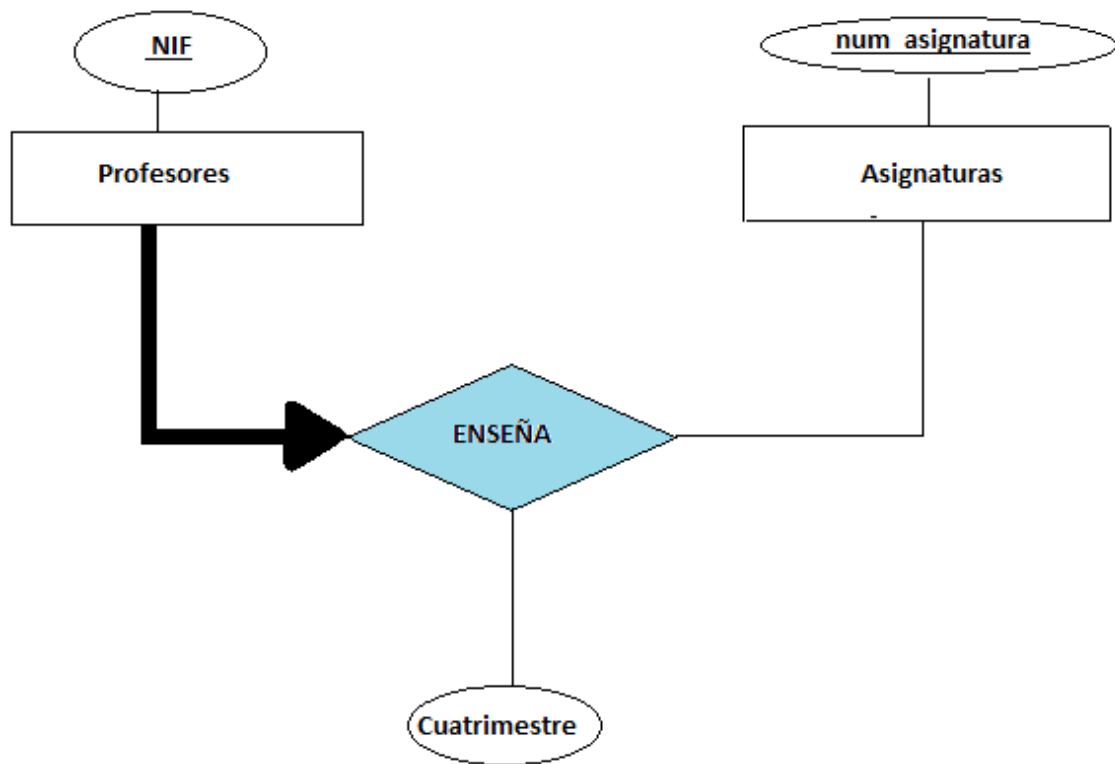 NIF
num_asignatura
Profesores
Asignaturas
ENSEÑA
Cuatrimestre